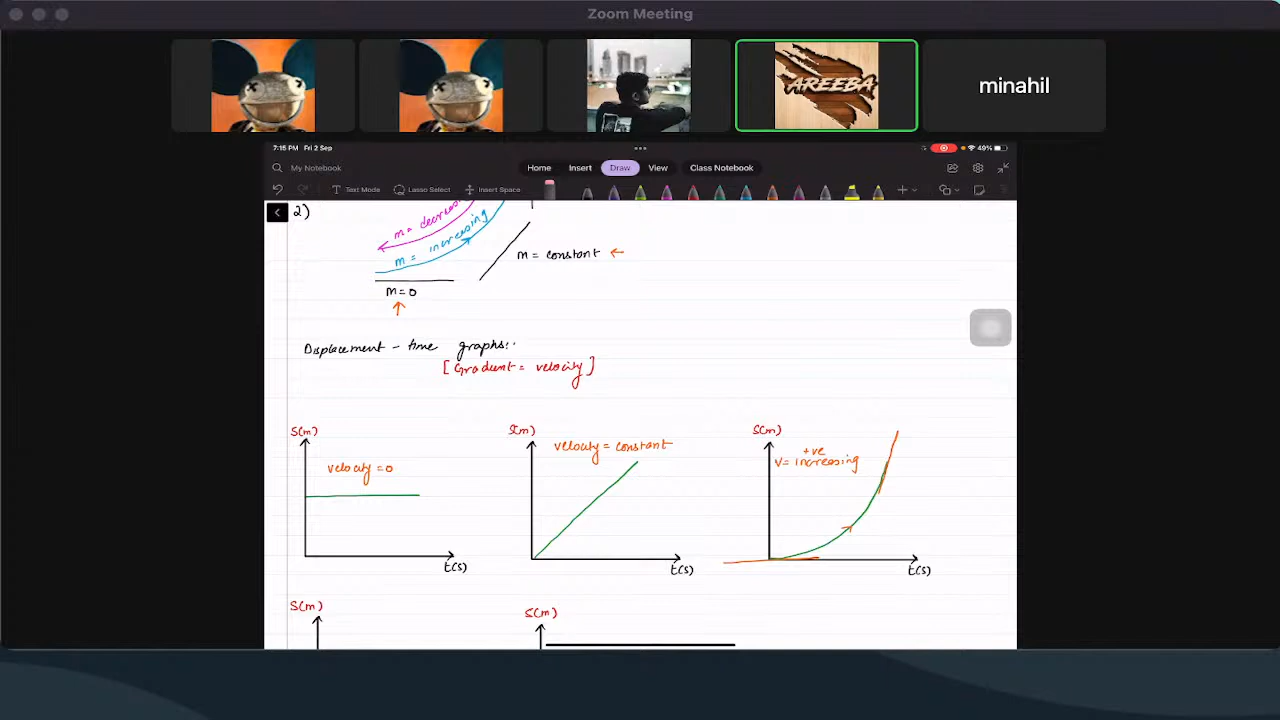 Zoom Meeting
AREEBA
minahil
7:15 PM Fri 2 Sep
49%
My Notebook
Home Insert Draw View Class Notebook
Text Mode Lasso Select Insert Space
2)
m= decreas
m= increasing
m = constant ←
m=0
↑
Displacement - time graphs:
[Gradient = velocity]
S(m)
velocity = 0
t(s)
S(m)
velocity = constant
t(s)
S(m)
+ve
v= increasing
t(s)
S(m)
S(m)